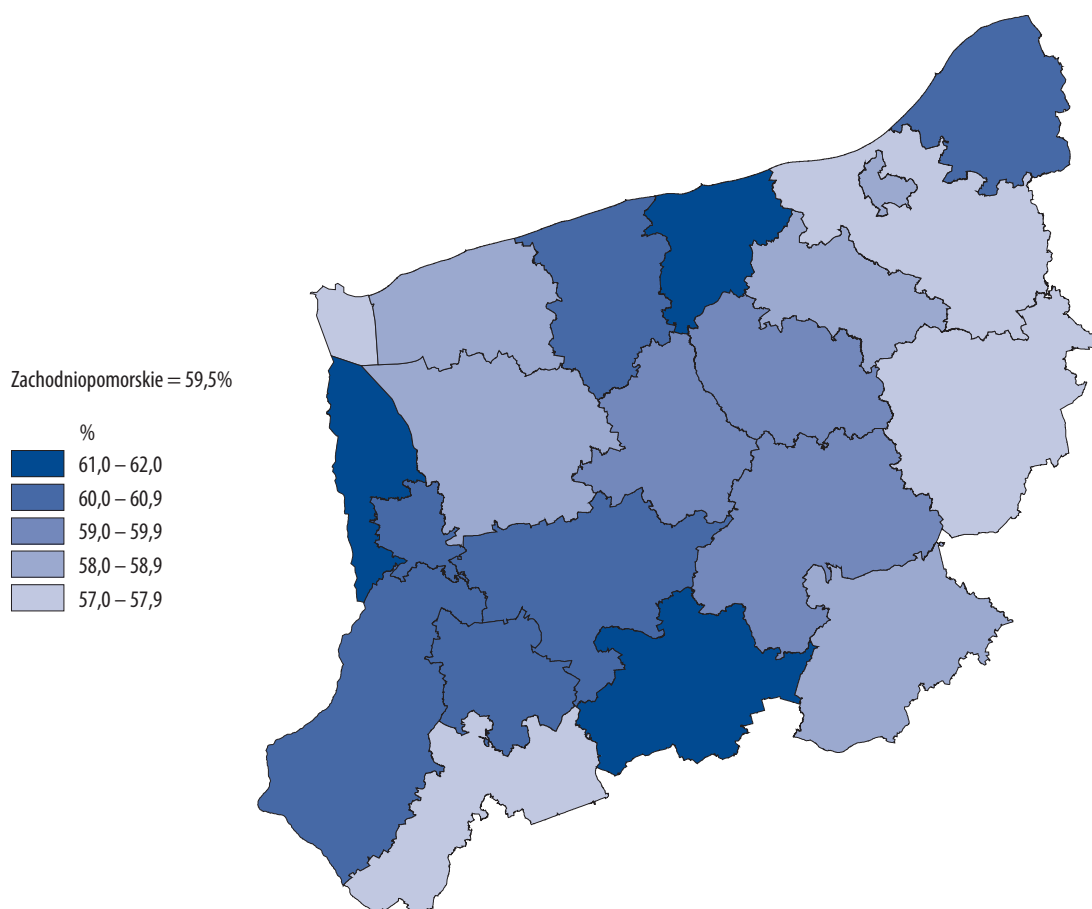 Zachodniopomorskie = 59,5%
%
61,0 – 62,0
60,0 – 60,9
59,0 – 59,9
58,0 – 58,9
57,0 – 57,9